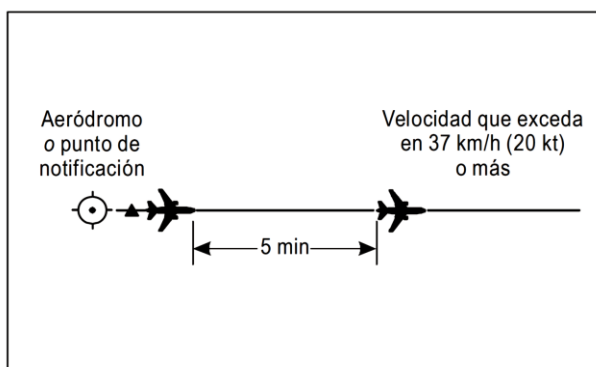 Aeródromo
o punto de
notificación
Velocidad que exceda
en 37 km/h (20 kt)
o más
5 min